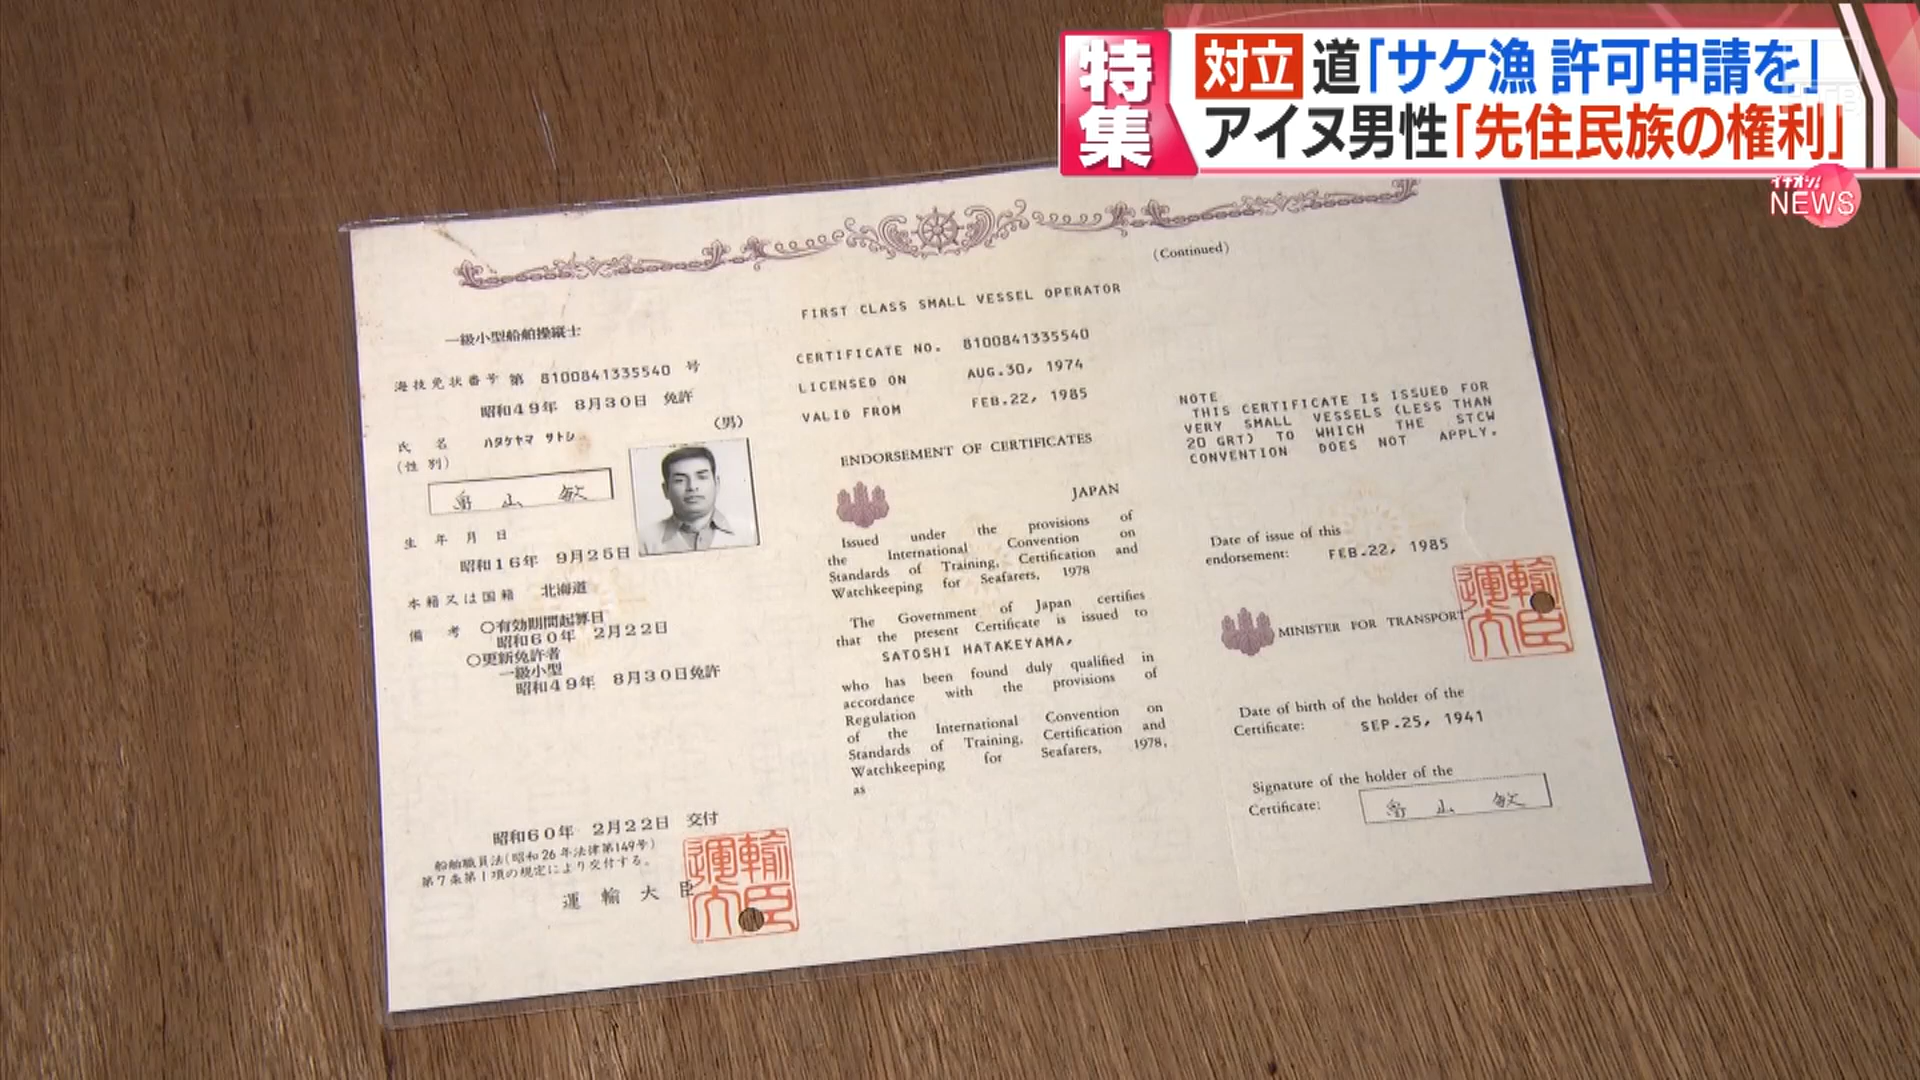 特集
対立 道「サケ漁 許可申請を」
アイヌ男性「先住民族の権利」
イチオシ!
NEWS
(Continued)
一級小型船舶操縦士
海技免状番号 第 8100841335540 号
昭和49年 8月30日 免許
(男)
氏名 ハタケヤマ サトシ
(性別)
畠山 敏
生年月日
昭和16年 9月25日
本籍又は国籍 北海道
備考 ○有効期間起算日
昭和60年 2月22日
○更新免許者
一級小型
昭和49年 8月30日免許
昭和60年 2月22日 交付
船舶職員法(昭和26年法律第149号)
第7条第1項の規定により交付する。
運輸大臣
運輸大臣
FIRST CLASS SMALL VESSEL OPERATOR
CERTIFICATE NO. 8100841335540
LICENSED ON AUG.30, 1974
VALID FROM FEB.22, 1985
ENDORSEMENT OF CERTIFICATES
JAPAN
Issued under the provisions of
the International Convention on
Standards of Training, Certification and
Watchkeeping for Seafarers, 1978
The Government of Japan certifies
that the present Certificate is issued to
SATOSHI HATAKEYAMA,
who has been found duly qualified in
accordance with the provisions of
Regulation
of the International Convention on
Standards of Training, Certification and
Watchkeeping for Seafarers, 1978,
as
NOTE
THIS CERTIFICATE IS ISSUED FOR
VERY SMALL VESSELS (LESS THAN
20 GRT) TO WHICH THE STCW
CONVENTION DOES NOT APPLY.
Date of issue of this
endorsement: FEB.22, 1985
MINISTER FOR TRANSPORT
運輸大臣
Date of birth of the holder of the
Certificate: SEP.25, 1941
Signature of the holder of the
Certificate: 畠山 敏